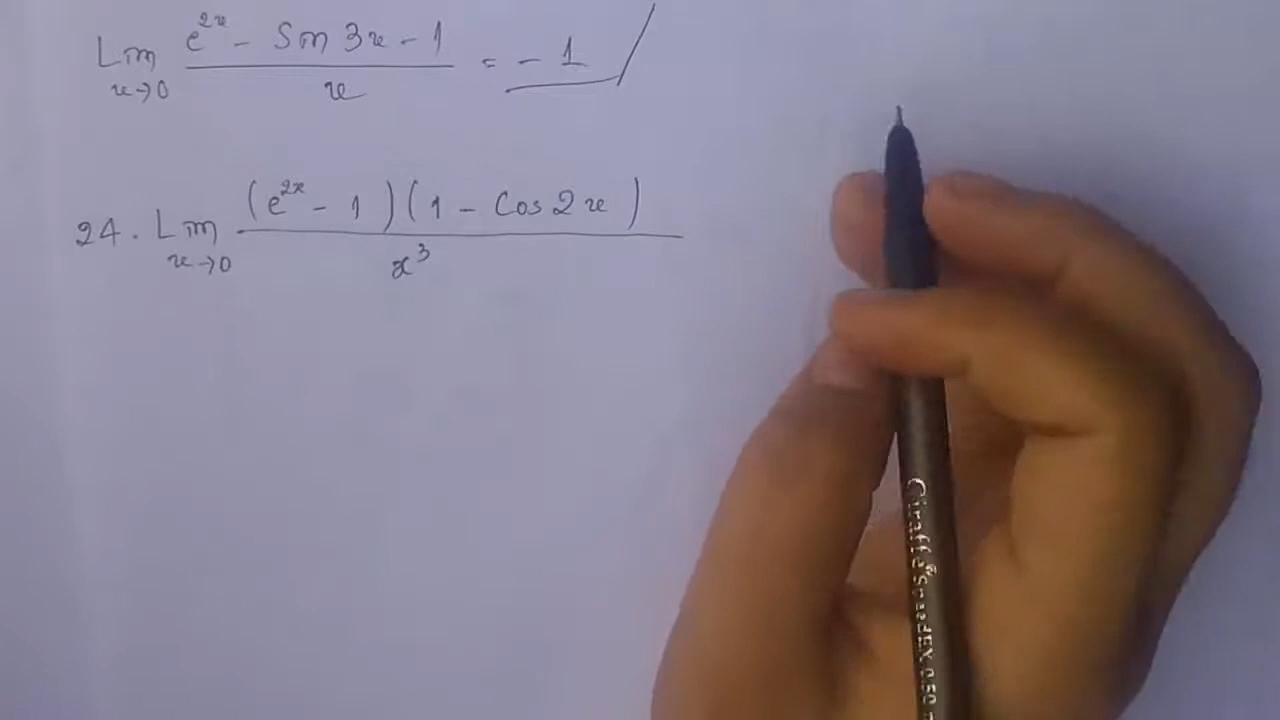 Lim e^2x - Sin 3x - 1 = - 1
x→0 x
24. Lim (e^2x - 1)(1 - Cos 2x)
x→0 x^3